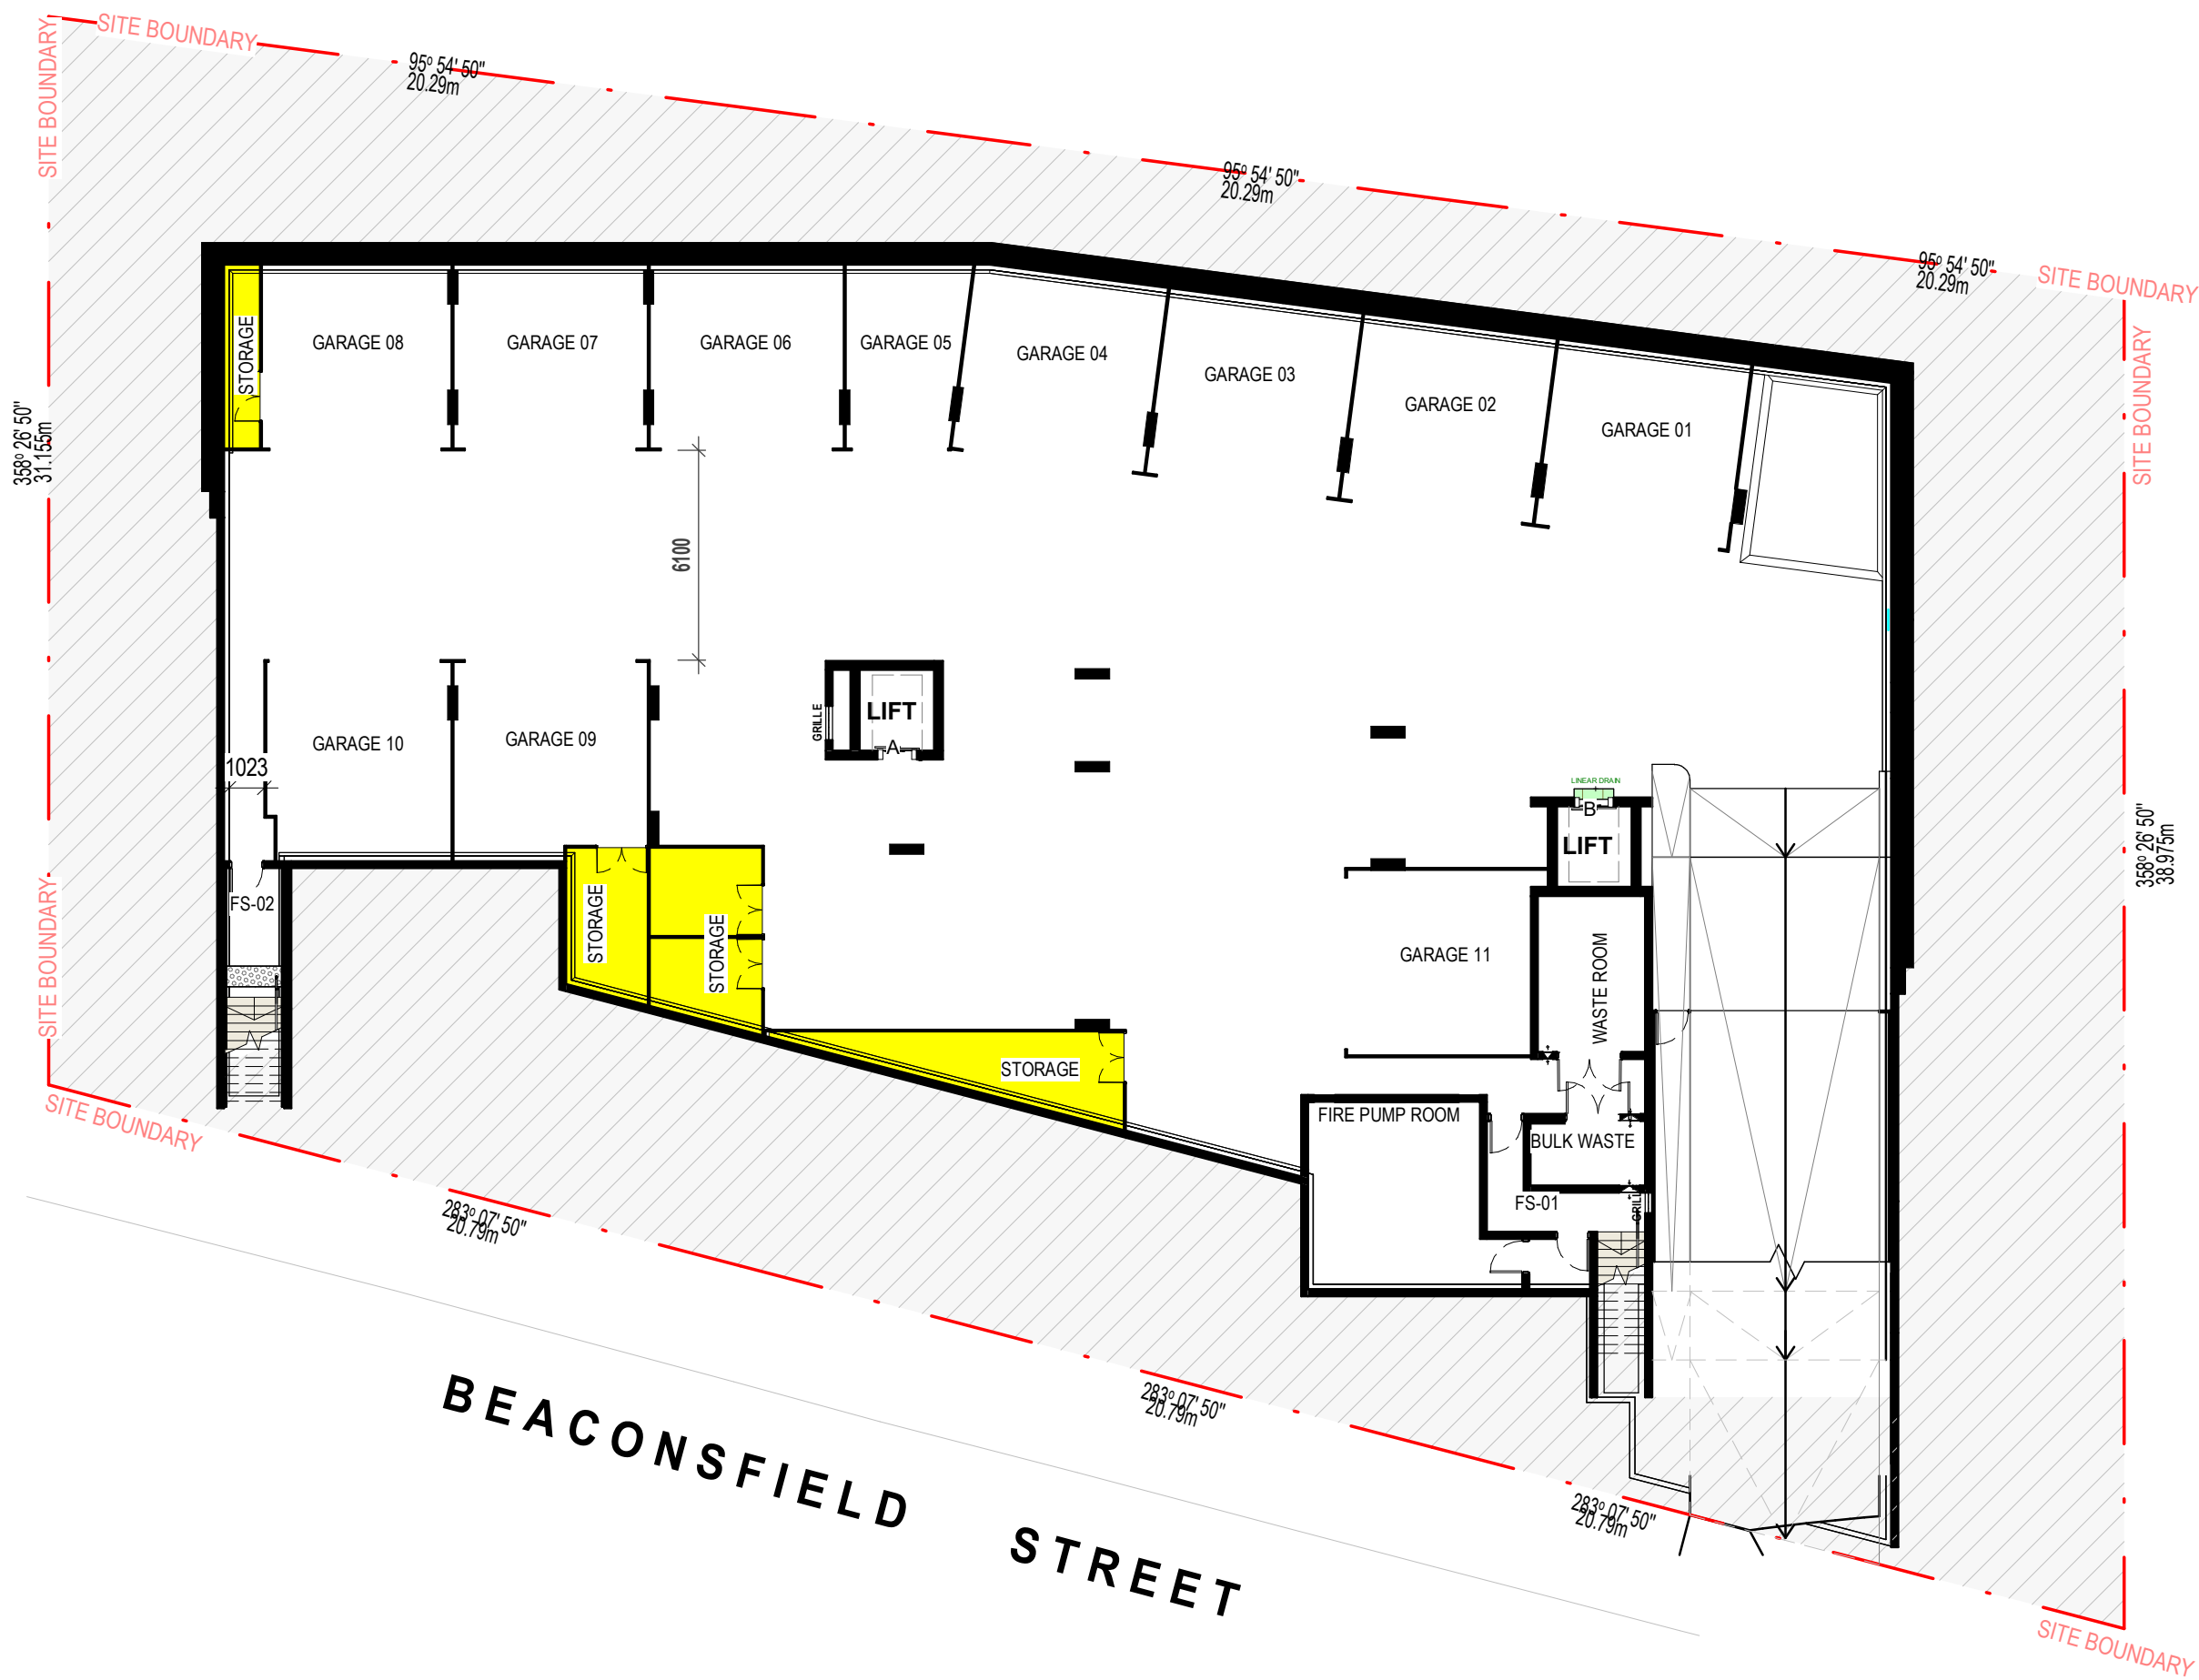 SITE BOUNDARY
SITE BOUNDARY
95° 54' 50"
20.29m
95° 54' 50"
20.29m
95° 54' 50"
20.29m
SITE BOUNDARY
SITE BOUNDARY
STORAGE
GARAGE 08
GARAGE 07
GARAGE 06
GARAGE 05
GARAGE 04
GARAGE 03
GARAGE 02
GARAGE 01
358° 26' 50"
31.155m
6100
GRILLE
LIFT
A
GARAGE 10
GARAGE 09
1023
LINEAR DRAIN
B
LIFT
358° 26' 50"
38.975m
FS-02
STORAGE
STORAGE
GARAGE 11
WASTE ROOM
SITE BOUNDARY
STORAGE
SITE BOUNDARY
FIRE PUMP ROOM
BULK WASTE
FS-01
283° 07' 50"
20.79m
283° 07' 50"
20.79m
283° 07' 50"
20.79m
BEACONSFIELD STREET
SITE BOUNDARY